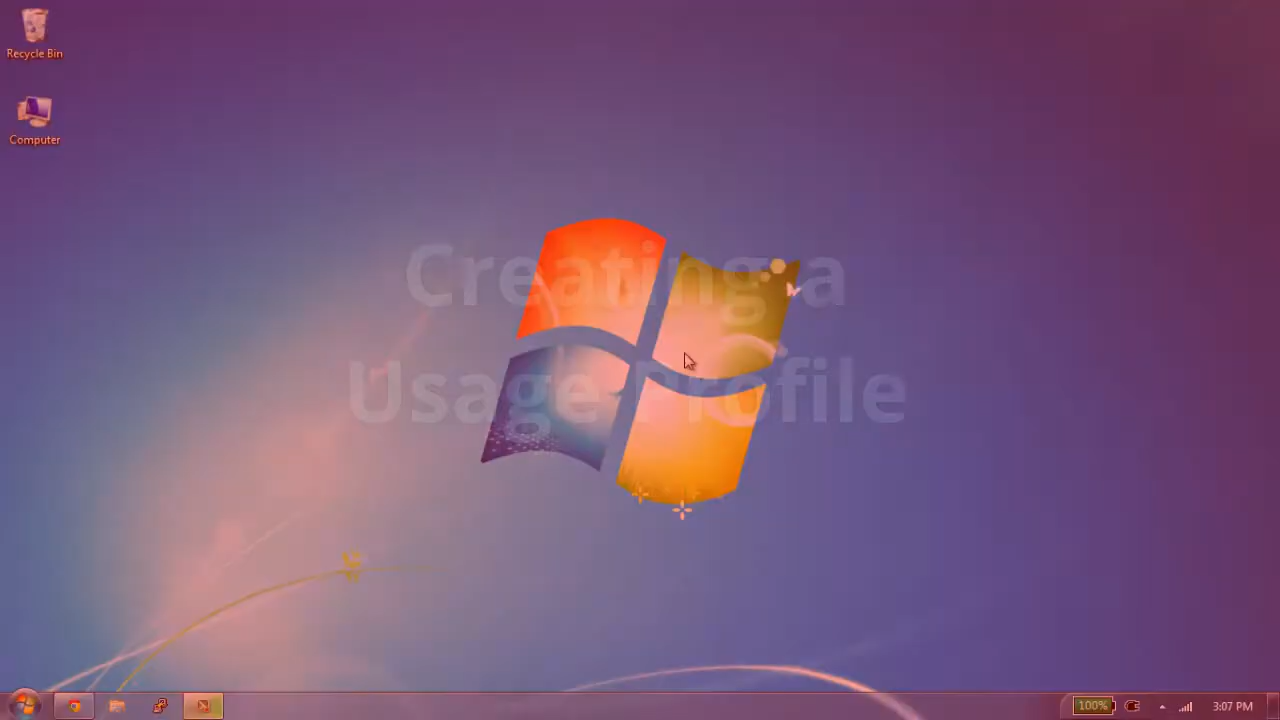 Recycle Bin
Computer
Creating a
Usage Profile
100%
3:07 PM